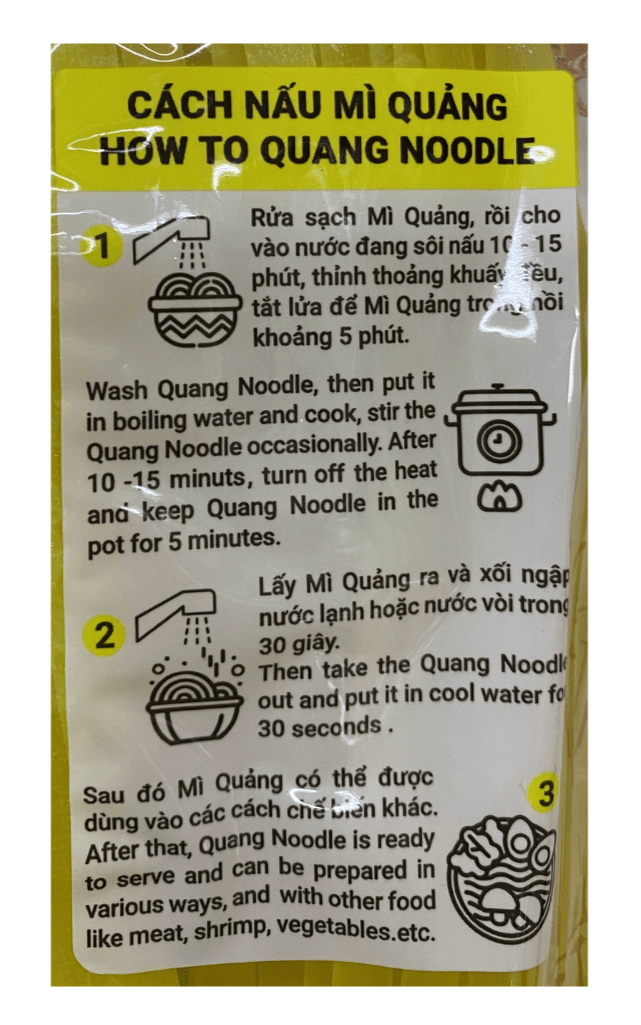 CÁCH NẤU MÌ QUẢNG
HOW TO QUANG NOODLE
1
Rửa sạch Mì Quảng, rồi cho
vào nước đang sôi nấu 10 - 15
phút, thỉnh thoảng khuấy đều,
tắt lửa để Mì Quảng trong nồi
khoảng 5 phút.
Wash Quang Noodle, then put it
in boiling water and cook, stir the
Quang Noodle occasionally. After
10 -15 minuts, turn off the heat
and keep Quang Noodle in the
pot for 5 minutes.
2
Lấy Mì Quảng ra và xối ngập
nước lạnh hoặc nước vòi trong
30 giây.
Then take the Quang Noodle
out and put it in cool water for
30 seconds .
3
Sau đó Mì Quảng có thể được
dùng vào các cách chế biến khác.
After that, Quang Noodle is ready
to serve and can be prepared in
various ways, and with other food
like meat, shrimp, vegetables.etc.